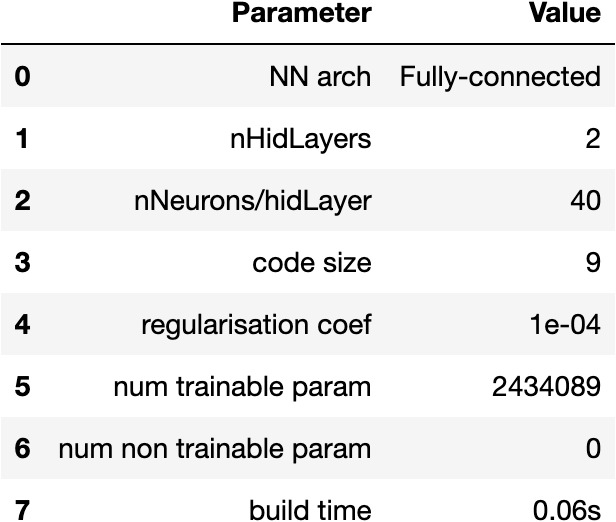 Parameter Value
0 NN arch Fully-connected
1 nHidLayers 2
2 nNeurons/hidLayer 40
3 code size 9
4 regularisation coef 1e-04
5 num trainable param 2434089
6 num non trainable param 0
7 build time 0.06s